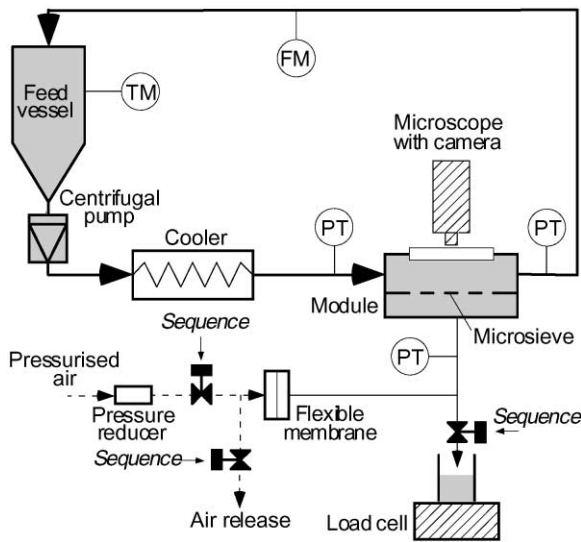 FM
Feed
vessel
TM
Microscope
with camera
Centrifugal
pump
Cooler
PT
PT
Module
Microsieve
Sequence
PT
Pressurised
air
Pressure
reducer
Flexible
membrane
Sequence
Sequence
Air release
Load cell